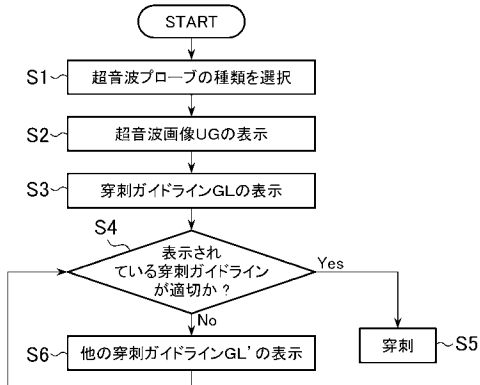 START
S1 超音波プローブの種類を選択
S2 超音波画像UGの表示
S3 穿刺ガイドラインGLの表示
S4
表示され
ている穿刺ガイドライン
が適切か?
Yes
No
穿刺 S5
S6 他の穿刺ガイドラインGL'の表示